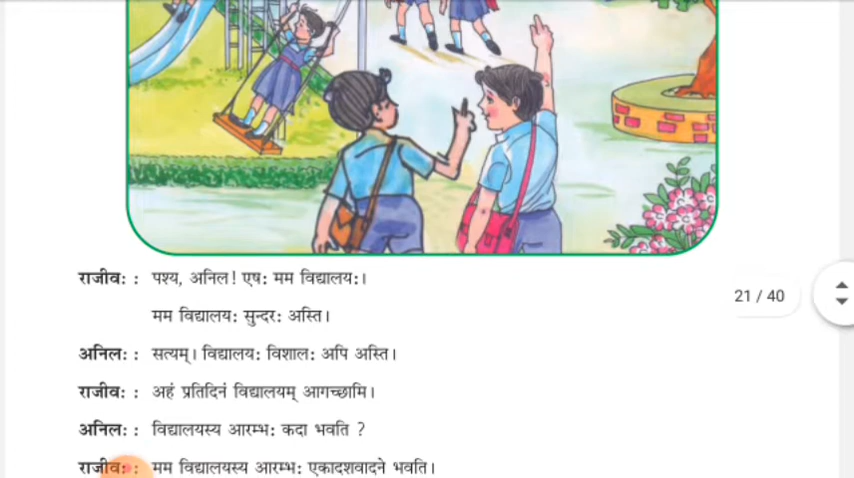 राजीवः : पश्य, अनिल! एषः मम विद्यालयः।
मम विद्यालयः सुन्दरः अस्ति।
अनिलः : सत्यम्। विद्यालयः विशालः अपि अस्ति।
राजीवः : अहं प्रतिदिनं विद्यालयम् आगच्छामि।
अनिलः : विद्यालयस्य आरम्भः कदा भवति ?
राजीवः : मम विद्यालयस्य आरम्भः एकादशवादने भवति।
21 / 40